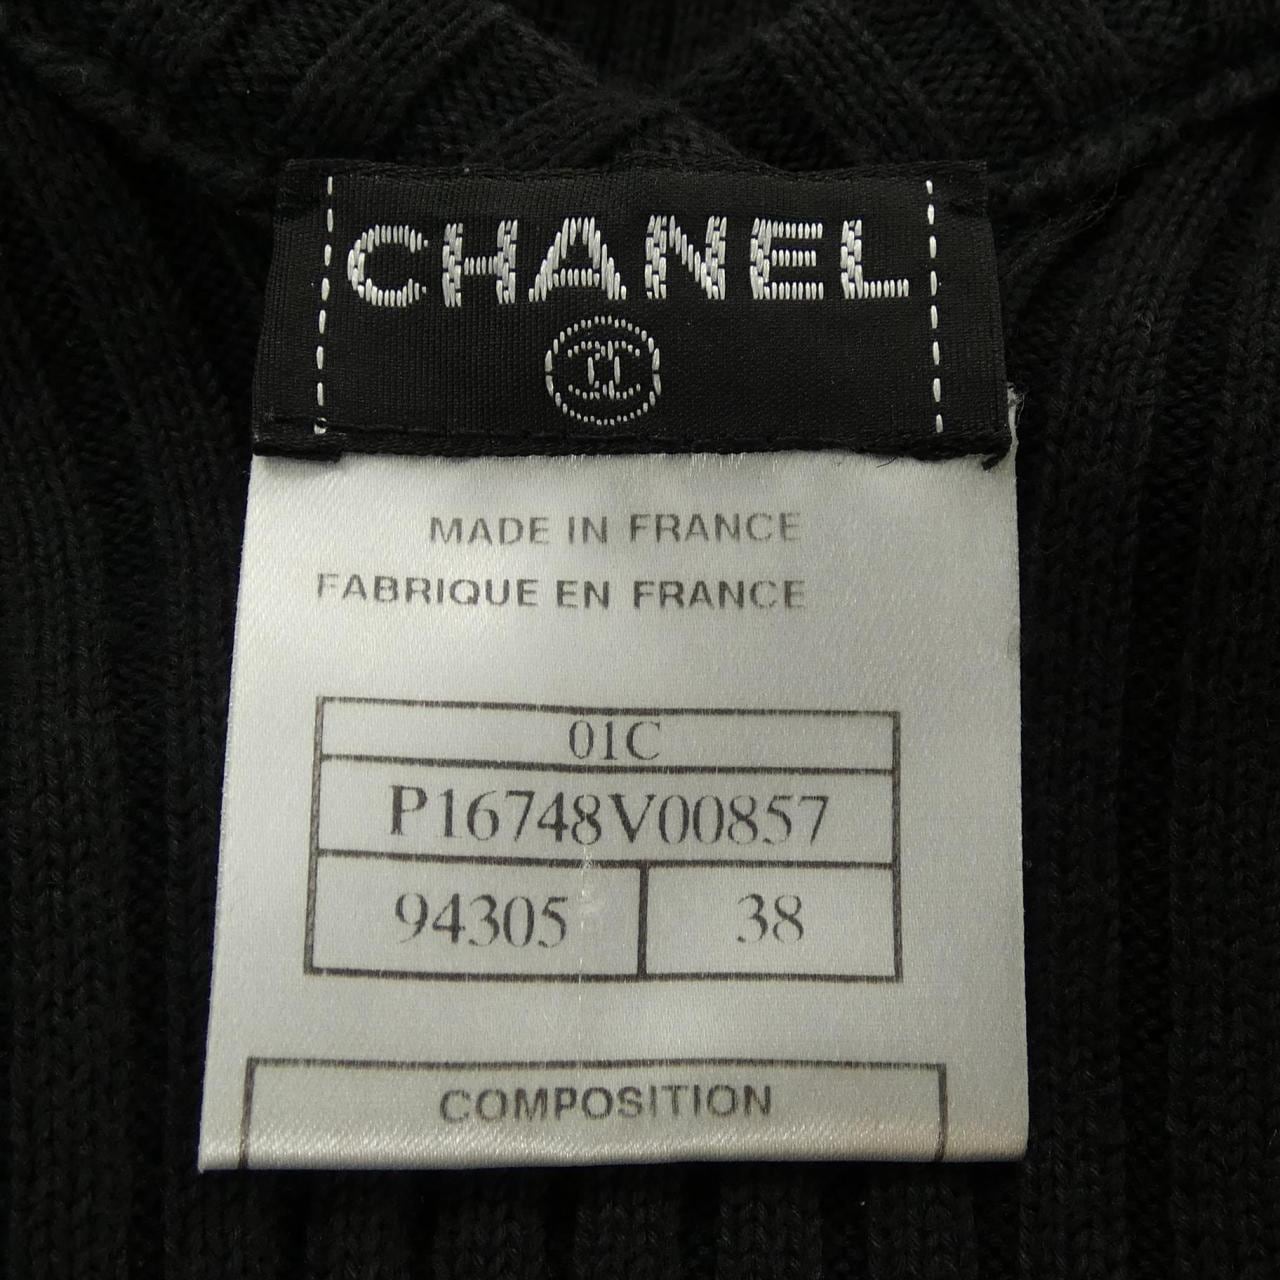 CHANEL
MADE IN FRANCE
FABRIQUE EN FRANCE
01C
P16748V00857
94305 38
COMPOSITION